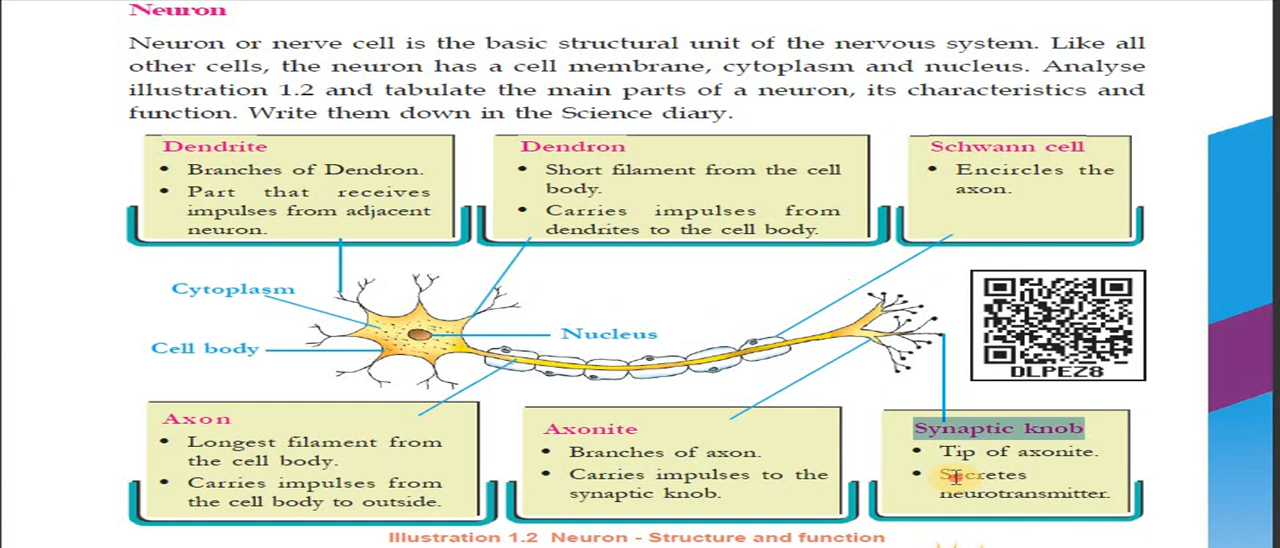 Neuron
Neuron or nerve cell is the basic structural unit of the nervous system. Like all
other cells, the neuron has a cell membrane, cytoplasm and nucleus. Analyse
illustration 1.2 and tabulate the main parts of a neuron, its characteristics and
function. Write them down in the Science diary.
Dendrite
• Branches of Dendron.
• Part that receives
impulses from adjacent
neuron.
Dendron
• Short filament from the cell
body.
• Carries impulses from
dendrites to the cell body.
Schwann cell
• Encircles the
axon.
Cytoplasm
Cell body
Nucleus
DLPEZ8
Axon
• Longest filament from
the cell body.
• Carries impulses from
the cell body to outside.
Axonite
• Branches of axon.
• Carries impulses to the
synaptic knob.
Synaptic knob
• Tip of axonite.
• Secretes
neurotransmitter.
Illustration 1.2 Neuron - Structure and function